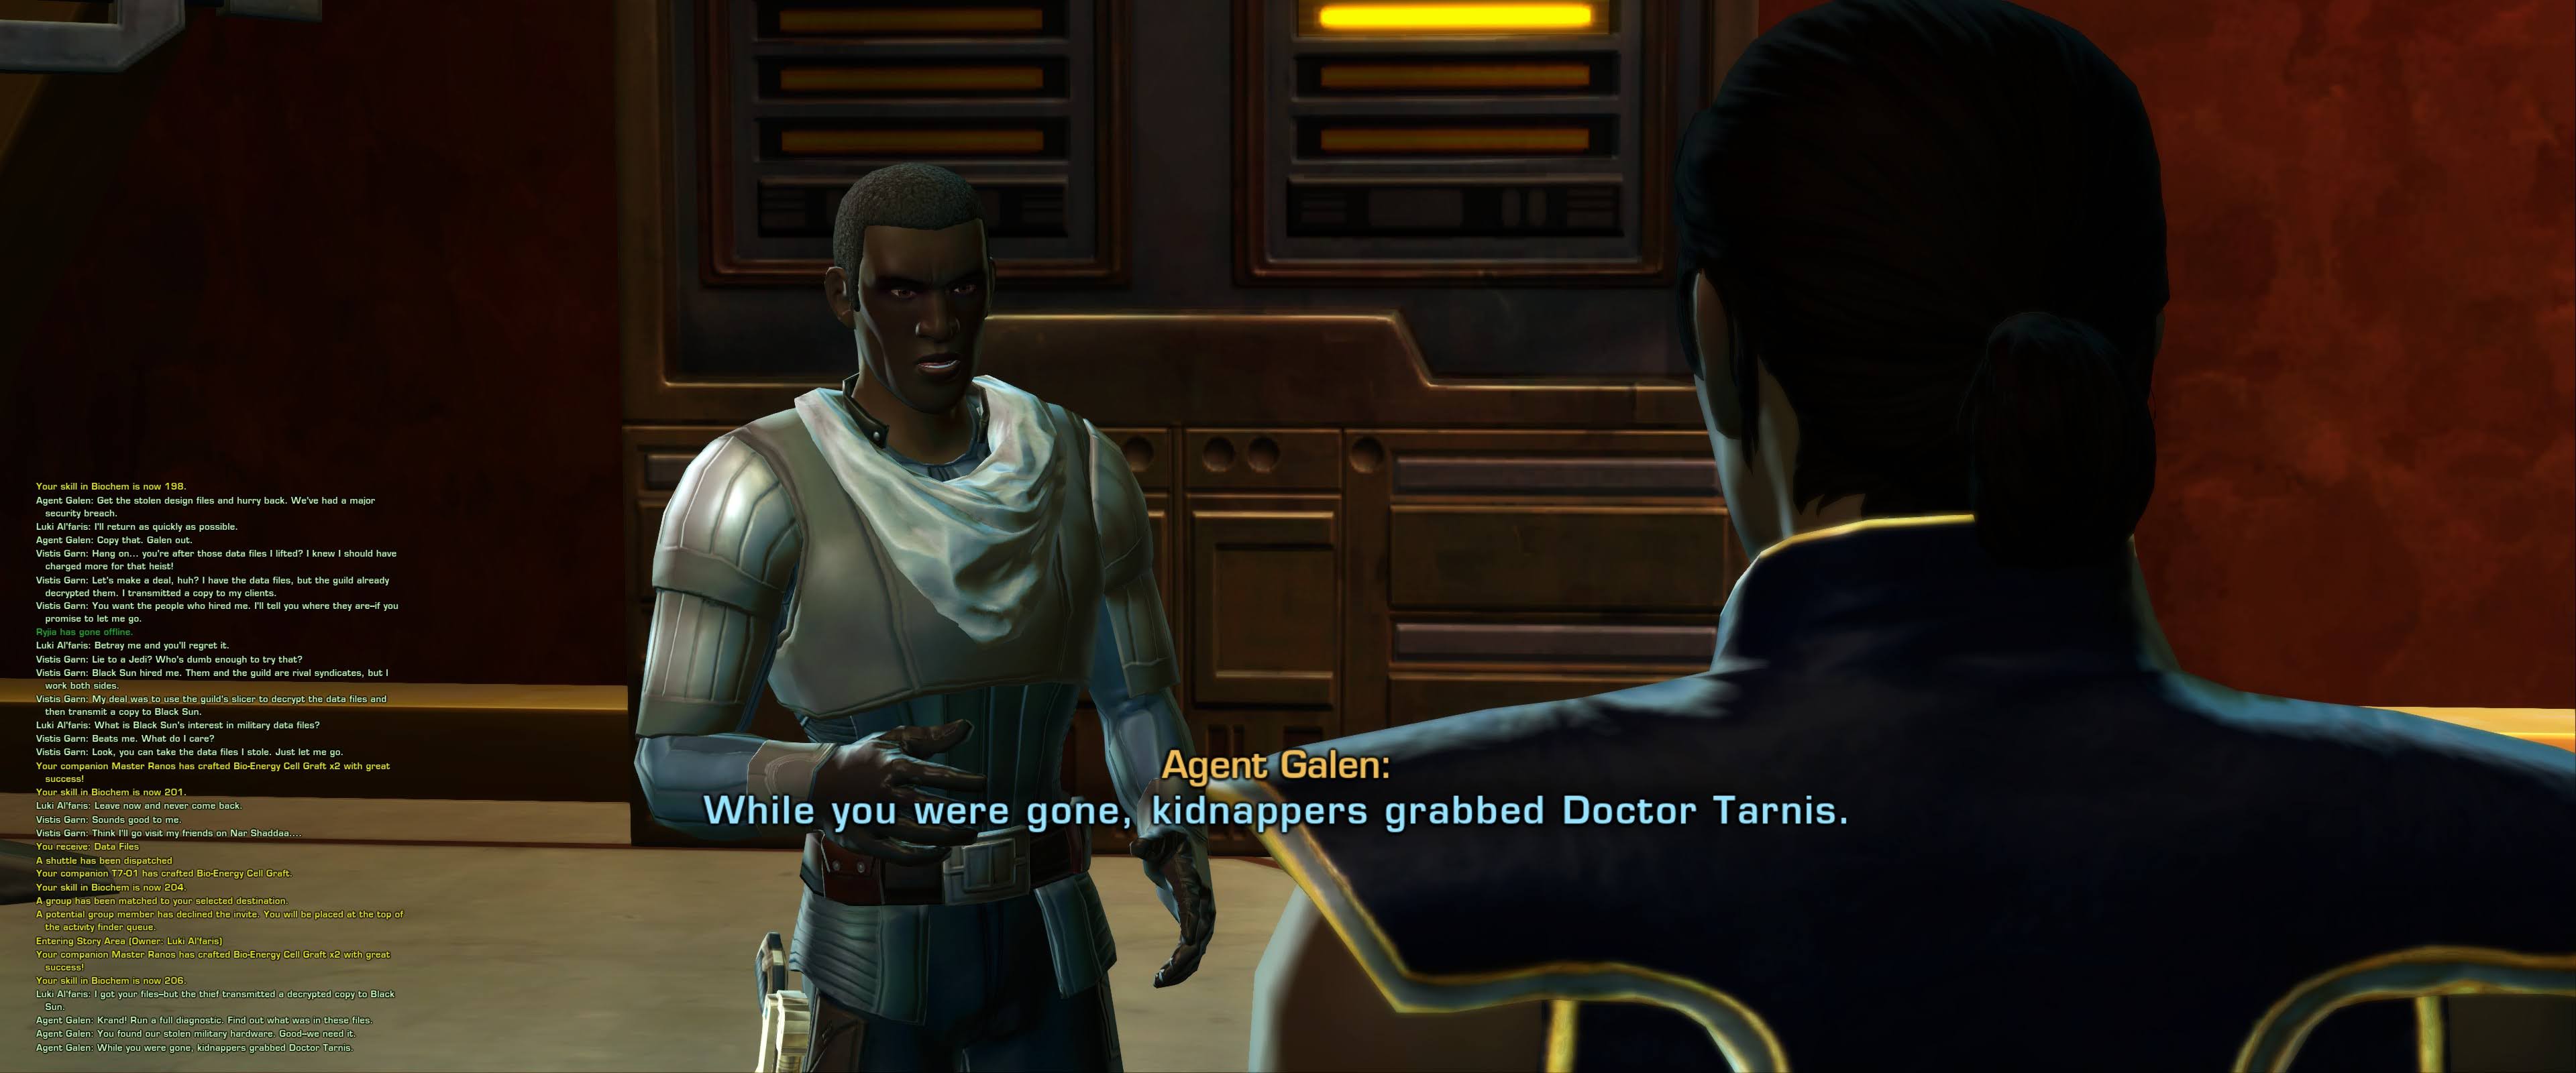 Your skill in Biochem is now 198.
Agent Galen: Get the stolen design files and hurry back. We've had a major
security breach.
Luki Al'faris: I'll return as quickly as possible.
Agent Galen: Copy that. Galen out.
Vistis Garn: Hang on... you're after those data files I lifted? I knew I should have
charged more for that heist!
Vistis Garn: Let's make a deal, huh? I have the data files, but the guild already
decrypted them. I transmitted a copy to my clients.
Vistis Garn: You want the people who hired me. I'll tell you where they are–if you
promise to let me go.
Ryjia has gone offline.
Luki Al'faris: Betray me and you'll regret it.
Vistis Garn: Lie to a Jedi? Who's dumb enough to try that?
Vistis Garn: Black Sun hired me. Them and the guild are rival syndicates, but I
work both sides.
Vistis Garn: My deal was to use the guild's slicer to decrypt the data files and
then transmit a copy to Black Sun.
Luki Al'faris: What is Black Sun's interest in military data files?
Vistis Garn: Beats me. What do I care?
Vistis Garn: Look, you can take the data files I stole. Just let me go.
Your companion Master Ranos has crafted Bio-Energy Cell Graft x2 with great
success!
Your skill in Biochem is now 201.
Luki Al'faris: Leave now and never come back.
Vistis Garn: Sounds good to me.
Vistis Garn: Think I'll go visit my friends on Nar Shaddaa....
You receive: Data Files
A shuttle has been dispatched
Your companion T7-O1 has crafted Bio-Energy Cell Graft.
Your skill in Biochem is now 204.
A group has been matched to your selected destination.
A potential group member has declined the invite. You will be placed at the top of
the activity finder queue.
Entering Story Area (Owner: Luki Al'faris)
Your companion Master Ranos has crafted Bio-Energy Cell Graft x2 with great
success!
Your skill in Biochem is now 206.
Luki Al'faris: I got your files–but the thief transmitted a decrypted copy to Black
Sun.
Agent Galen: Krand! Run a full diagnostic. Find out what was in these files.
Agent Galen: You found our stolen military hardware. Good–we need it.
Agent Galen: While you were gone, kidnappers grabbed Doctor Tarnis.
Agent Galen:
While you were gone, kidnappers grabbed Doctor Tarnis.